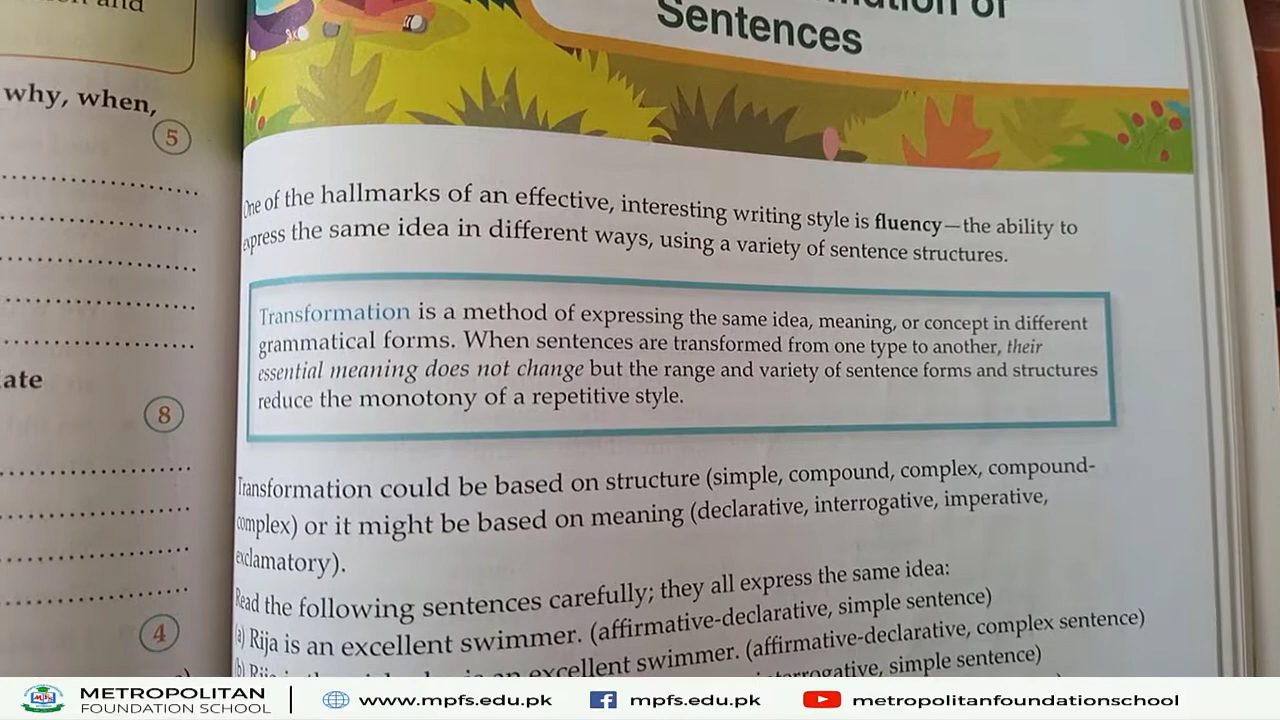 and
why, when,
5
ate
8
4
Sentences
One of the hallmarks of an effective, interesting writing style is fluency—the ability to
express the same idea in different ways, using a variety of sentence structures.
Transformation is a method of expressing the same idea, meaning, or concept in different
grammatical forms. When sentences are transformed from one type to another, their
essential meaning does not change but the range and variety of sentence forms and structures
reduce the monotony of a repetitive style.
Transformation could be based on structure (simple, compound, complex, compound-
complex) or it might be based on meaning (declarative, interrogative, imperative,
exclamatory).
Read the following sentences carefully; they all express the same idea:
(a) Rija is an excellent swimmer. (affirmative-declarative, simple sentence)
(b) excellent swimmer. (affirmative-declarative, complex sentence)
simple sentence)
METROPOLITAN
FOUNDATION SCHOOL
www.mpfs.edu.pk
mpfs.edu.pk
metropolitanfoundationschool